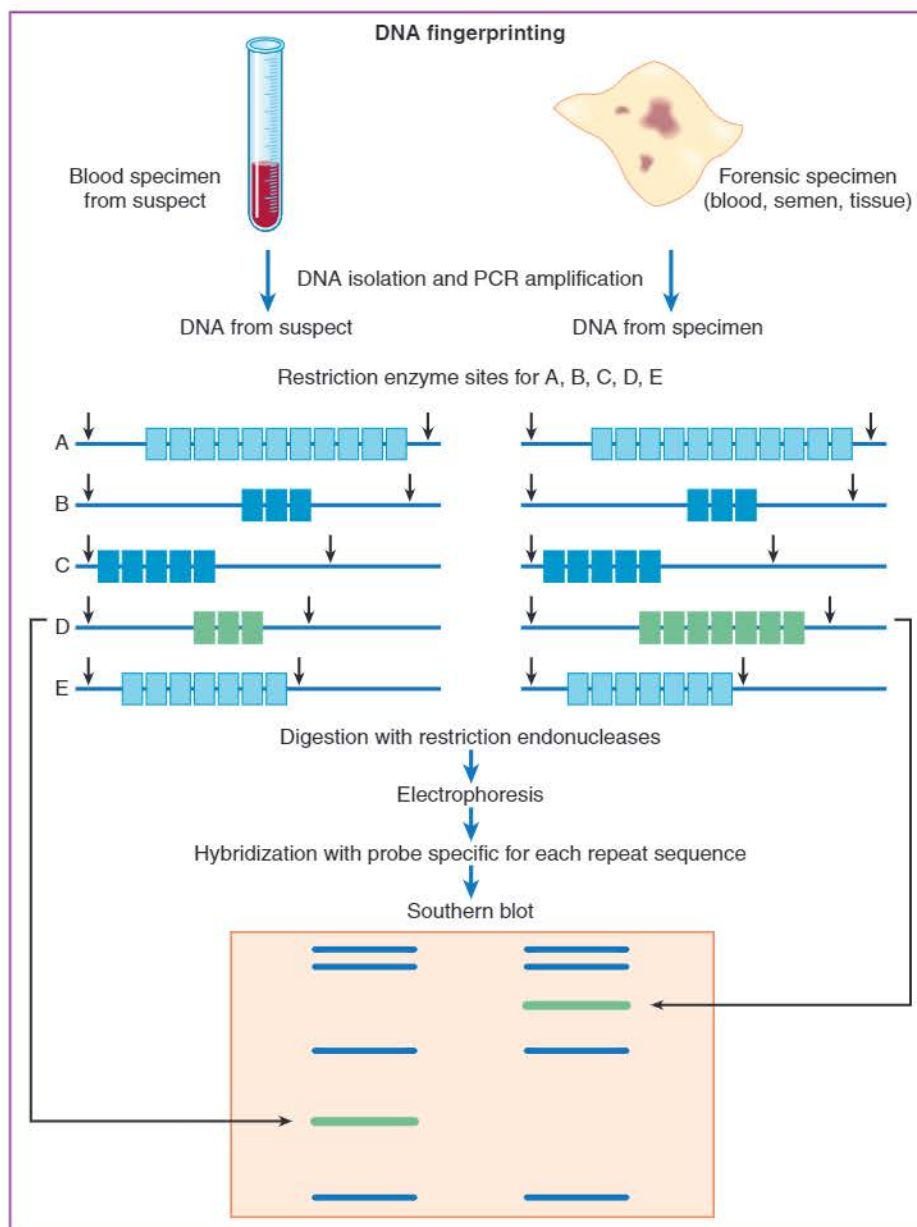 DNA fingerprinting
Blood specimen
from suspect
Forensic specimen
(blood, semen, tissue)
DNA isolation and PCR amplification
DNA from suspect
DNA from specimen
Restriction enzyme sites for A, B, C, D, E
A
B
C
D
E
Digestion with restriction endonucleases
Electrophoresis
Hybridization with probe specific for each repeat sequence
Southern blot